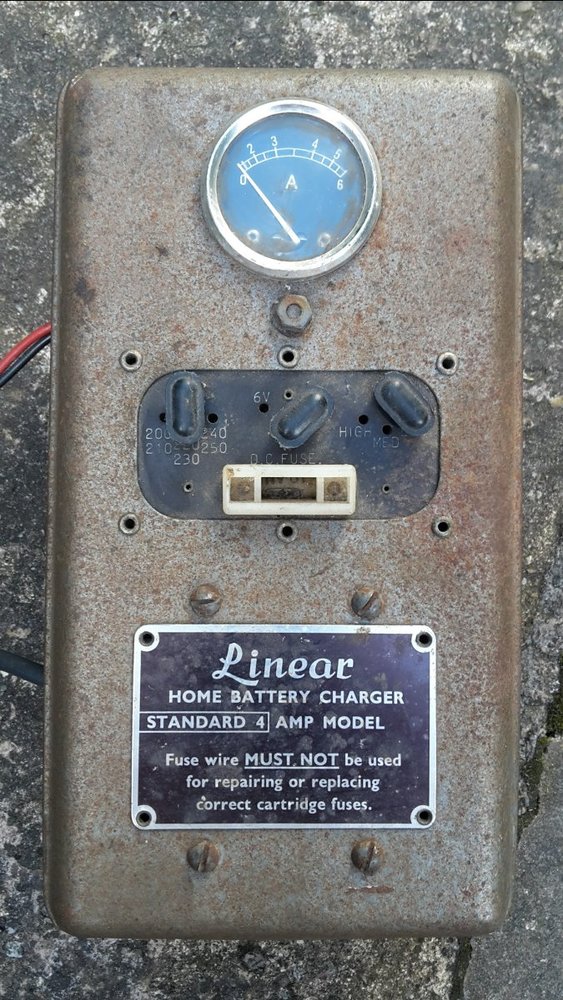 2 3 4 5
0 6
A
6V
200 240
210 250
230
HIGH
MED
D.C. FUSE.
Linear
HOME BATTERY CHARGER
STANDARD 4 AMP MODEL
Fuse wire MUST NOT be used
for repairing or replacing
correct cartridge fuses.